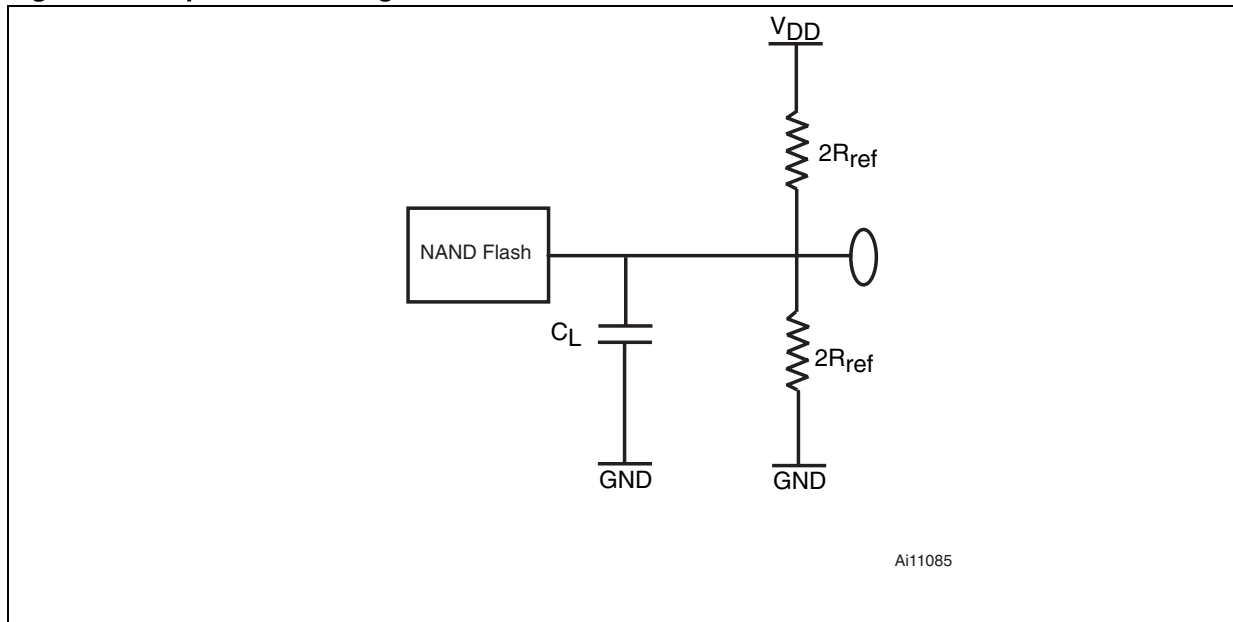 VDD
2Rref
NAND Flash
CL
2Rref
GND
GND
Ai11085